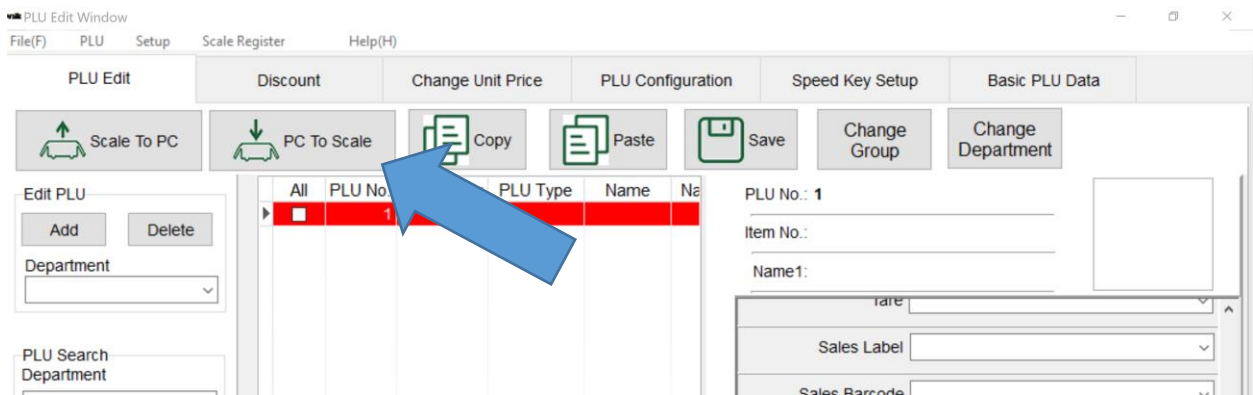 PLU Edit Window
File(F) PLU Setup Scale Register Help(H)
PLU Edit Discount Change Unit Price PLU Configuration Speed Key Setup Basic PLU Data
Scale To PC PC To Scale Copy Paste Save Change Group Change Department
Edit PLU
Add Delete
Department
PLU Search
Department
All PLU No. PLU Type Name Na
1
PLU No.: 1
Item No.:
Name1:
Tare
Sales Label
Sales Barcode